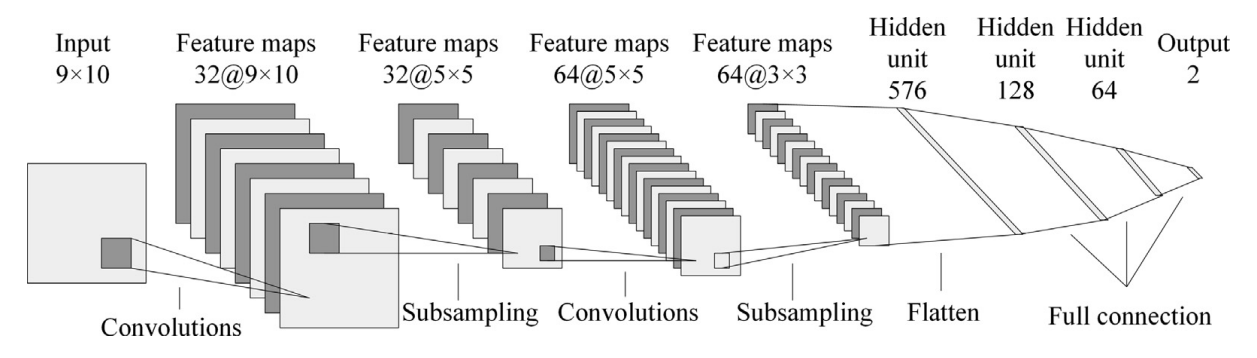 Input
9×10
Feature maps
32@9×10
Feature maps
32@5×5
Feature maps
64@5×5
Feature maps
64@3×3
Hidden
unit
576
Hidden
unit
128
Hidden
unit
64
Output
2
Convolutions
Subsampling
Convolutions
Subsampling
Flatten
Full connection